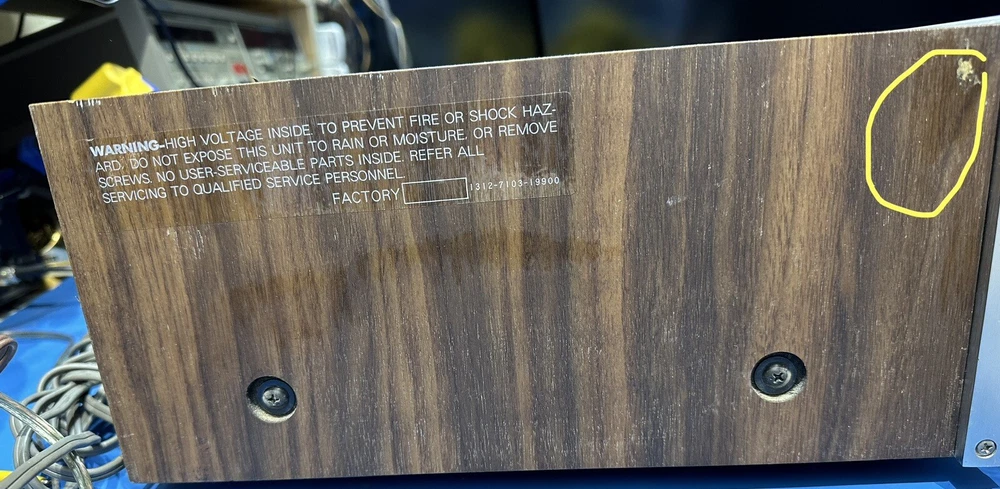 WARNING-HIGH VOLTAGE INSIDE. TO PREVENT FIRE OR SHOCK HAZ-
ARD, DO NOT EXPOSE THIS UNIT TO RAIN OR MOISTURE, OR REMOVE
SCREWS. NO USER-SERVICEABLE PARTS INSIDE. REFER ALL
SERVICING TO QUALIFIED SERVICE PERSONNEL.
FACTORY 1312-7103-19900